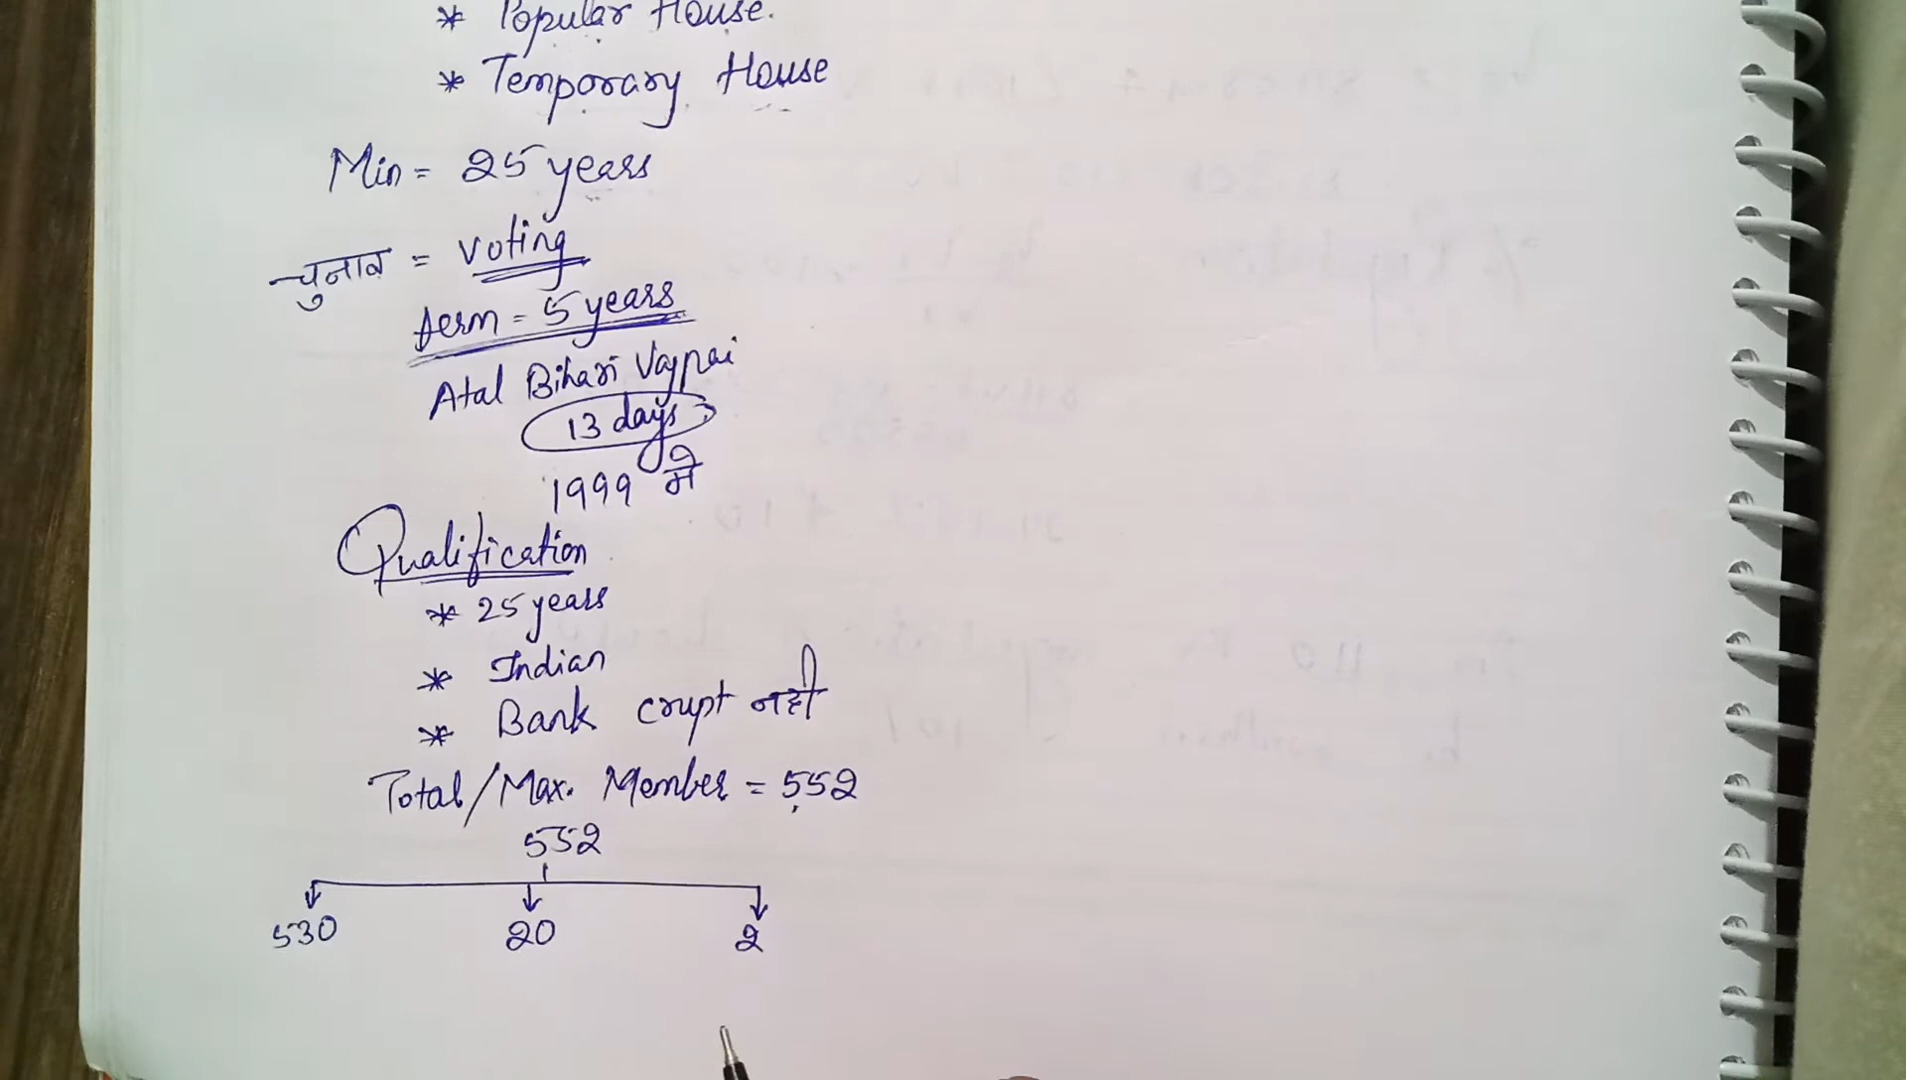 * Popular House.
* Temporary House
Min = 25 years
चुनाव = voting
term = 5 years
Atal Bihari Vajpai
13 days
1999 में
Qualification
* 25 years
* Indian
* Bank crupt नहीं
Total/Max. Member = 552
552
530 20 2